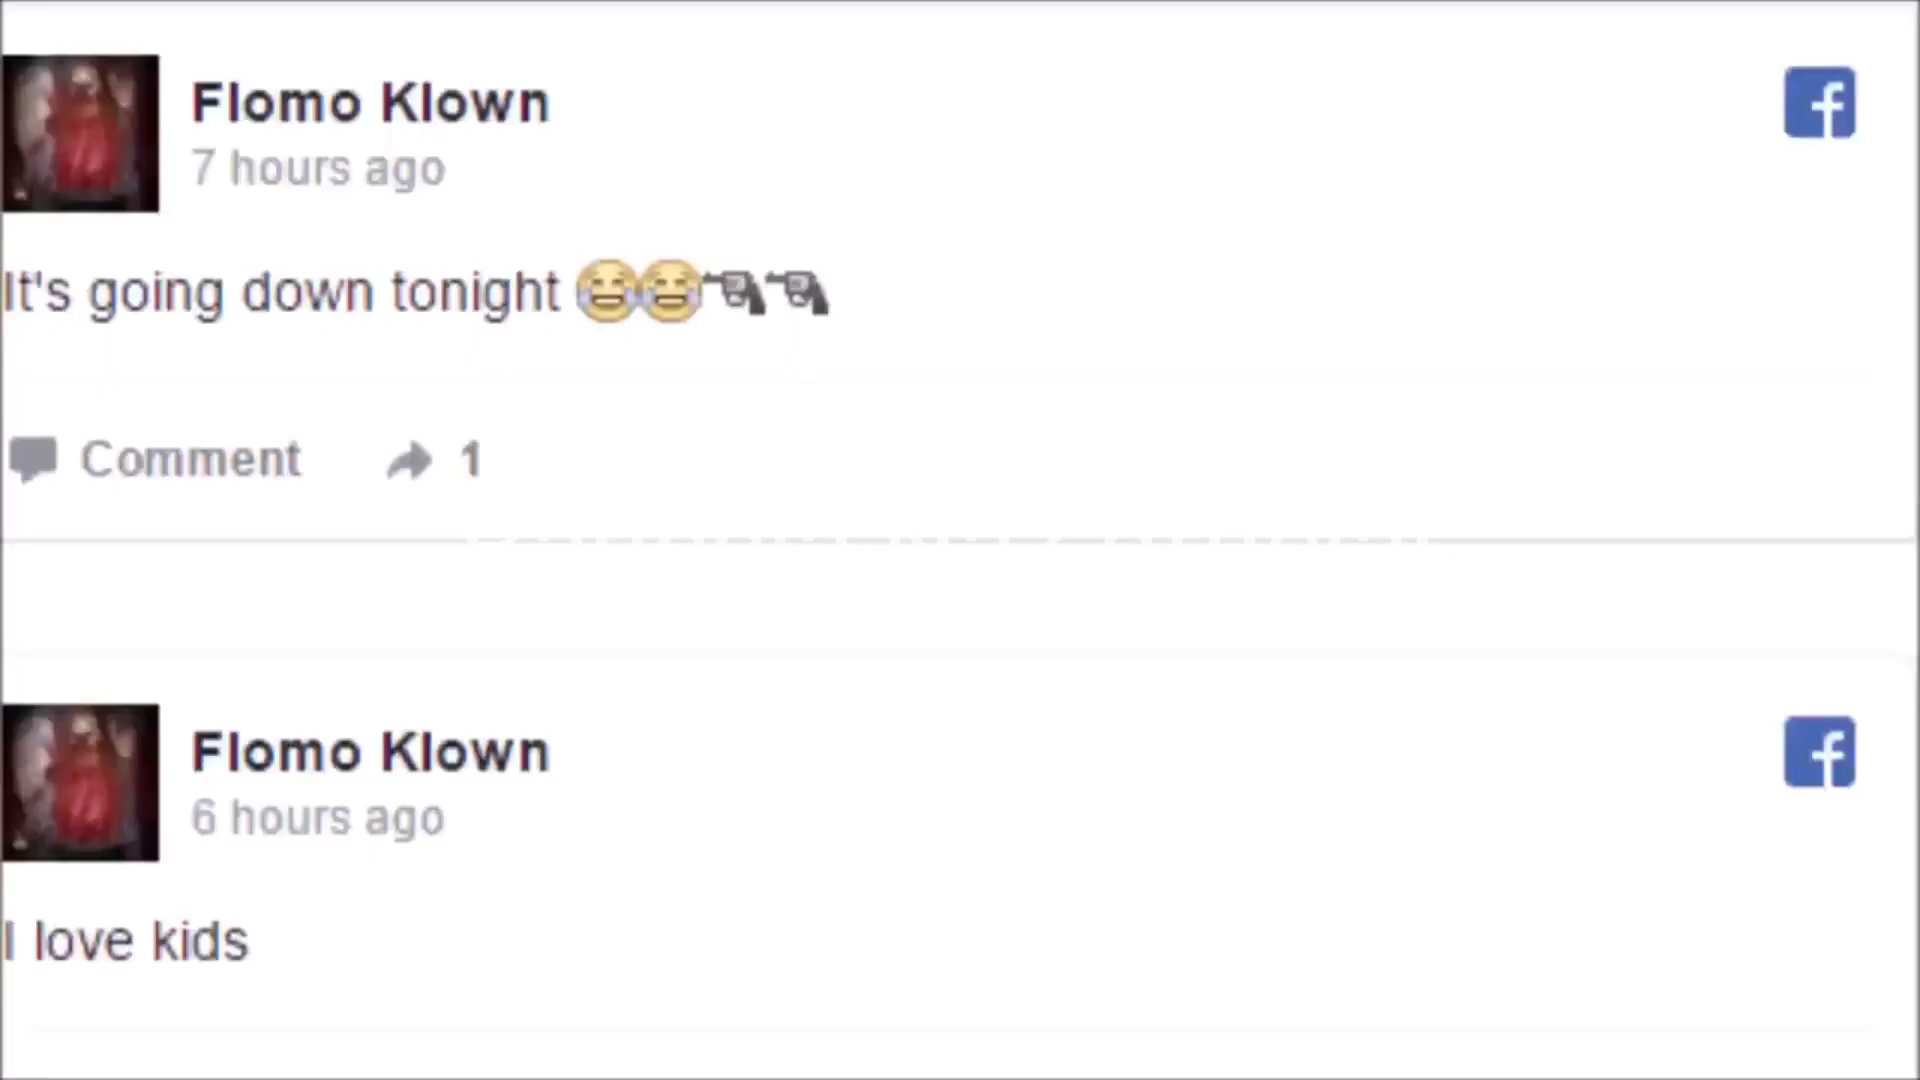 Flomo Klown
7 hours ago
It's going down tonight 😂😂🔫🔫
Comment 1
Flomo Klown
6 hours ago
I love kids